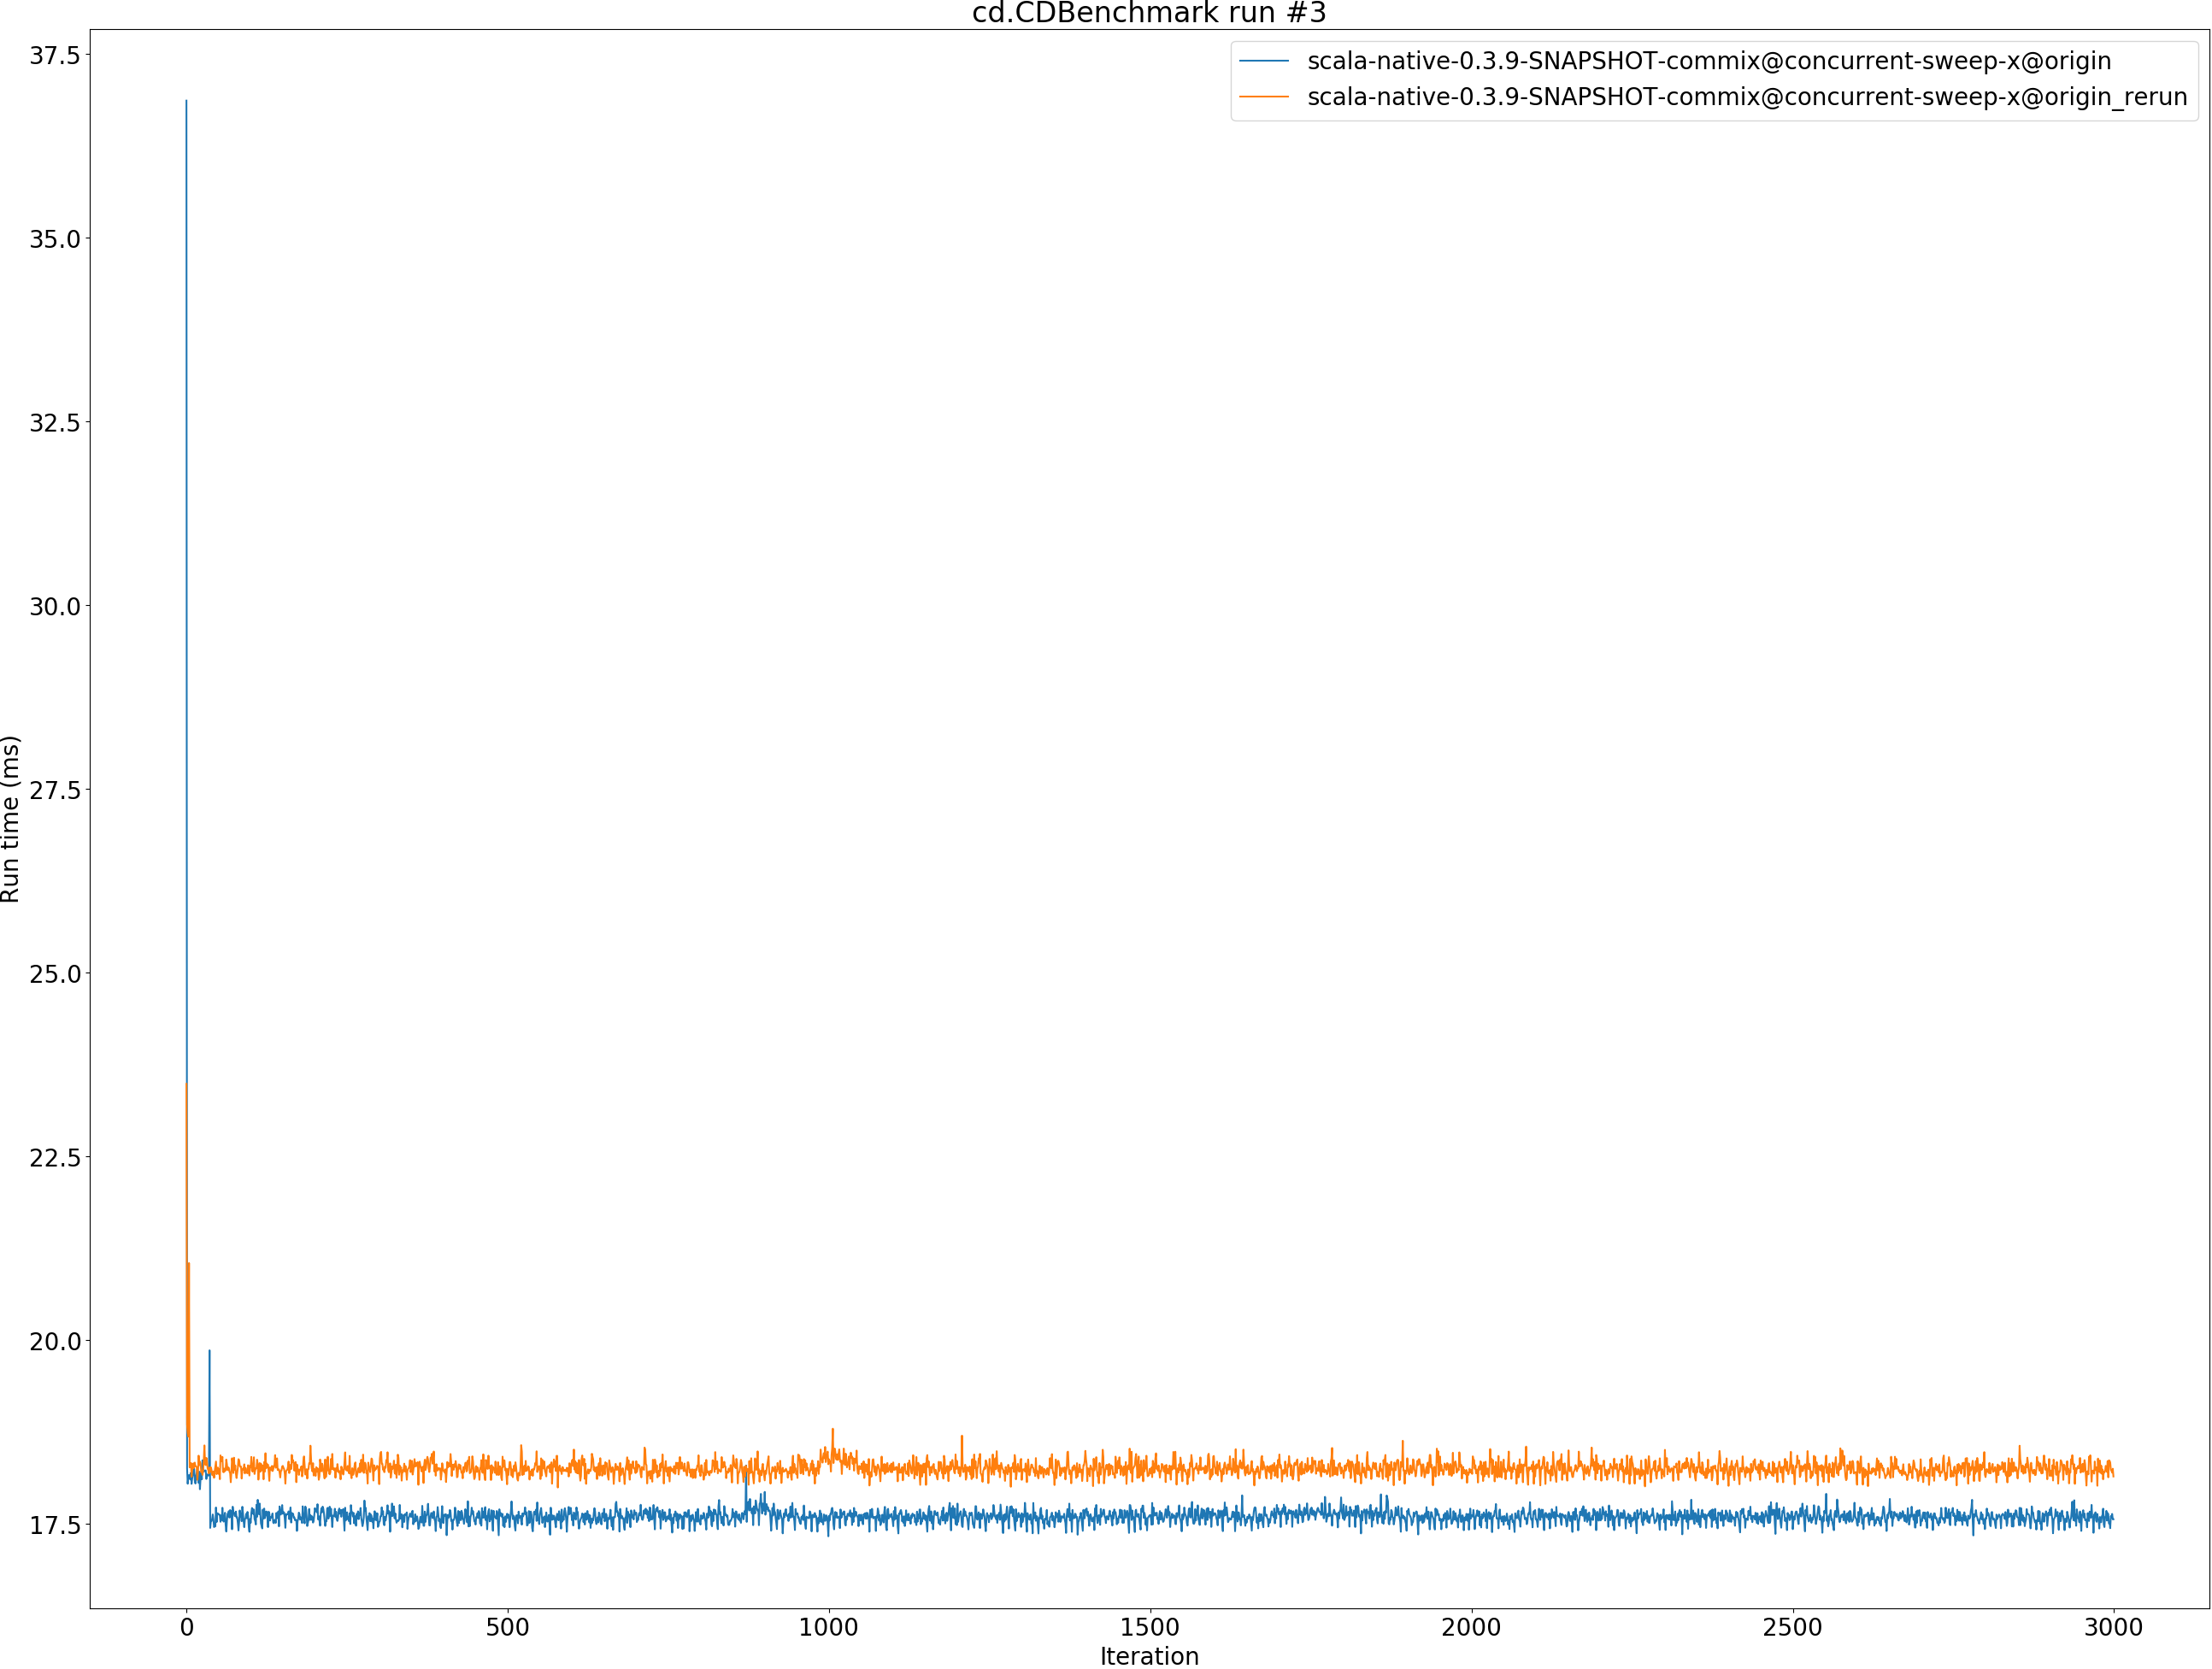 cd.CDBenchmark run #3
scala-native-0.3.9-SNAPSHOT-commix@concurrent-sweep-x@origin
scala-native-0.3.9-SNAPSHOT-commix@concurrent-sweep-x@origin_rerun
Run time (ms)
37.5
35.0
32.5
30.0
27.5
25.0
22.5
20.0
17.5
0 500 1000 1500 2000 2500 3000
Iteration